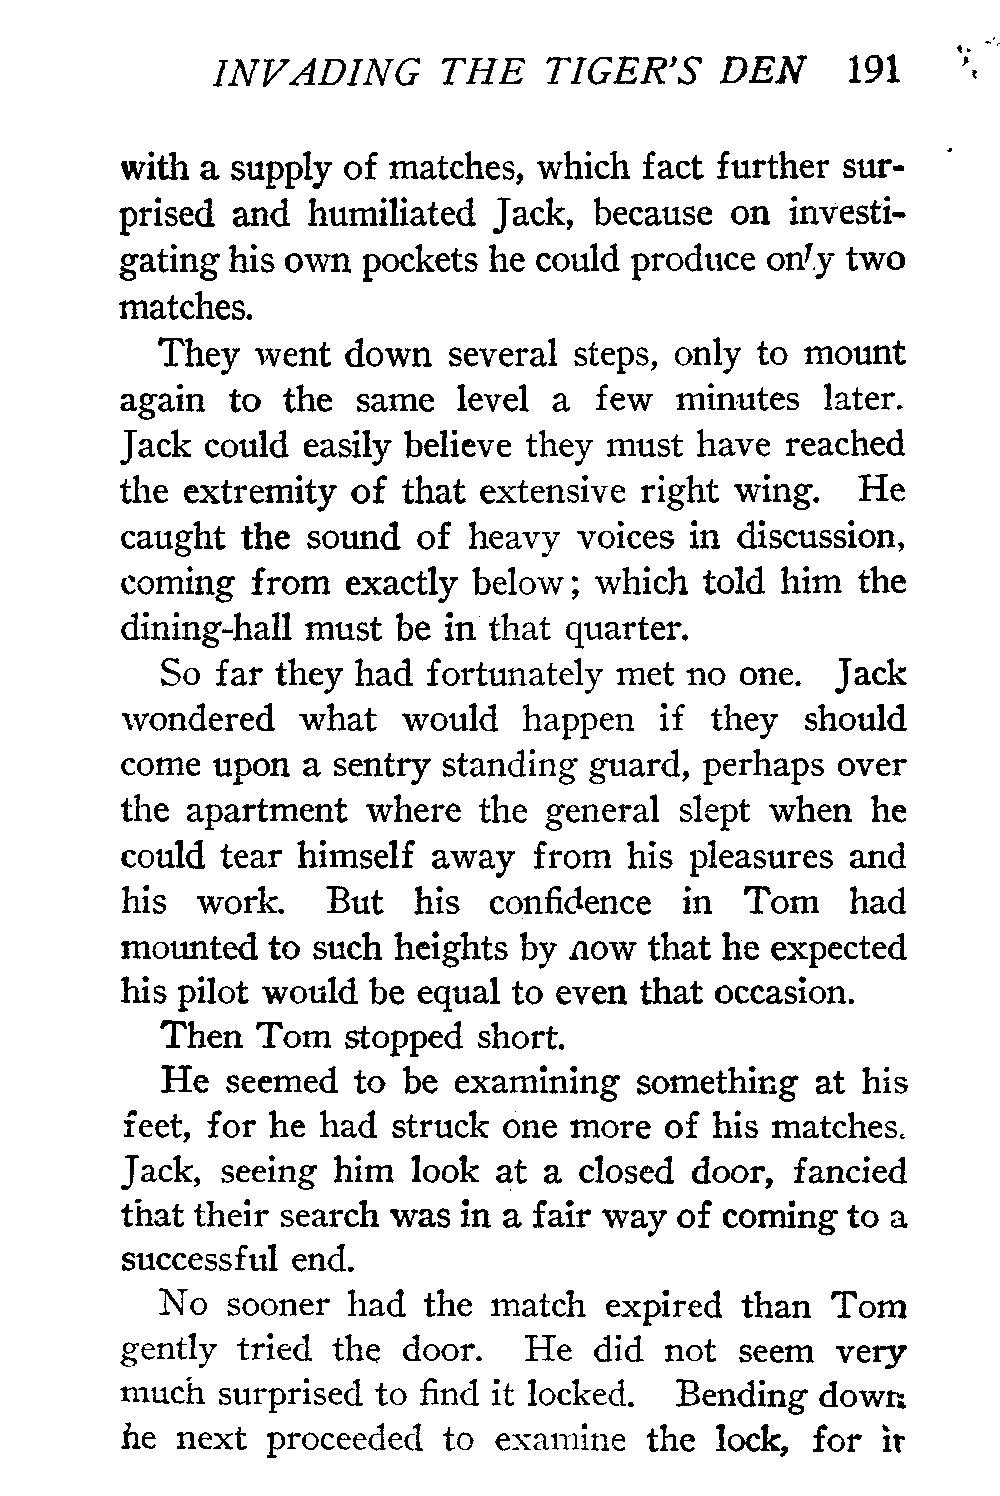 INVADING THE TIGER'S DEN 191
with a supply of matches, which fact further sur-
prised and humiliated Jack, because on investi-
gating his own pockets he could produce only two
matches.
They went down several steps, only to mount
again to the same level a few minutes later.
Jack could easily believe they must have reached
the extremity of that extensive right wing. He
caught the sound of heavy voices in discussion,
coming from exactly below; which told him the
dining-hall must be in that quarter.
So far they had fortunately met no one. Jack
wondered what would happen if they should
come upon a sentry standing guard, perhaps over
the apartment where the general slept when he
could tear himself away from his pleasures and
his work. But his confidence in Tom had
mounted to such heights by now that he expected
his pilot would be equal to even that occasion.
Then Tom stopped short.
He seemed to be examining something at his
feet, for he had struck one more of his matches.
Jack, seeing him look at a closed door, fancied
that their search was in a fair way of coming to a
successful end.
No sooner had the match expired than Tom
gently tried the door. He did not seem very
much surprised to find it locked. Bending down
he next proceeded to examine the lock, for it